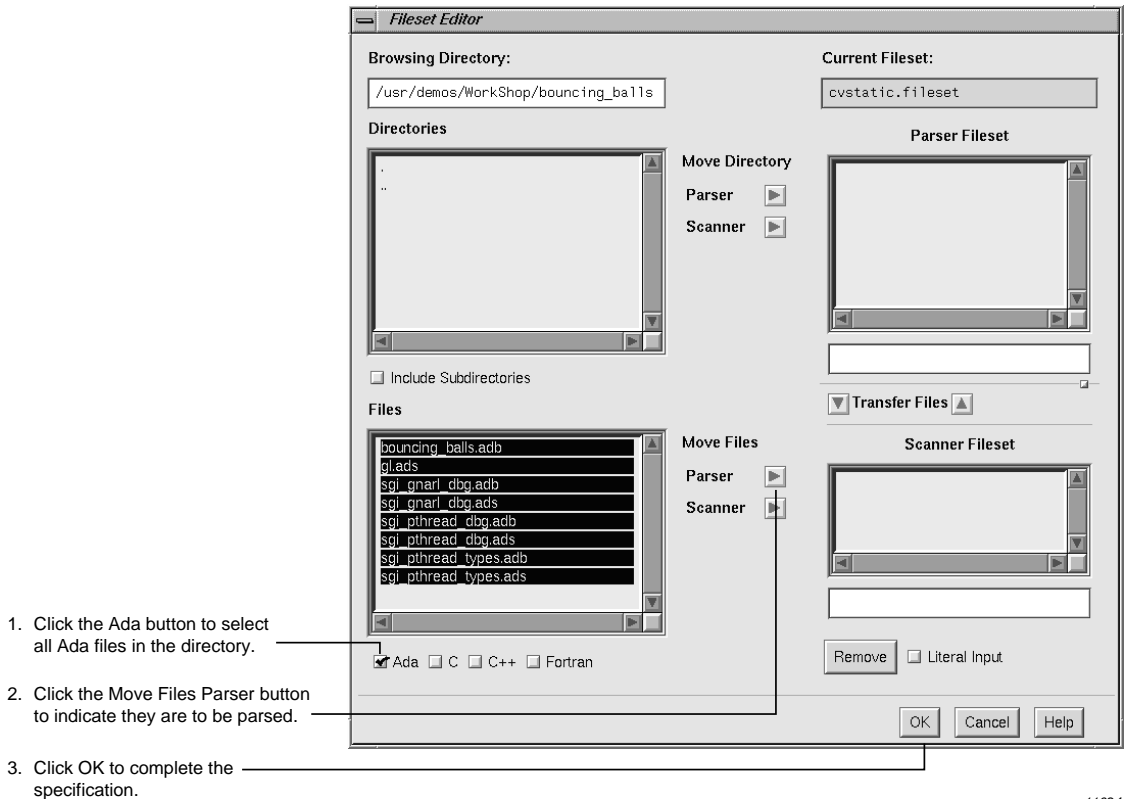 Fileset Editor
Browsing Directory:
Current Fileset:
/usr/demos/WorkShop/bouncing_balls
cvstatic.fileset
Directories
Parser Fileset
.
..
Move Directory
Parser
Scanner
Include Subdirectories
Transfer Files
Files
Scanner Fileset
bouncing_balls.adb
gl.ads
sgi_gnarl_dbg.adb
sgi_gnarl_dbg.ads
sgi_pthread_dbg.adb
sgi_pthread_dbg.ads
sgi_pthread_types.adb
sgi_pthread_types.ads
Move Files
Parser
Scanner
Ada C C++ Fortran
Remove Literal Input
OK Cancel Help
1. Click the Ada button to select
all Ada files in the directory.
2. Click the Move Files Parser button
to indicate they are to be parsed.
3. Click OK to complete the
specification.